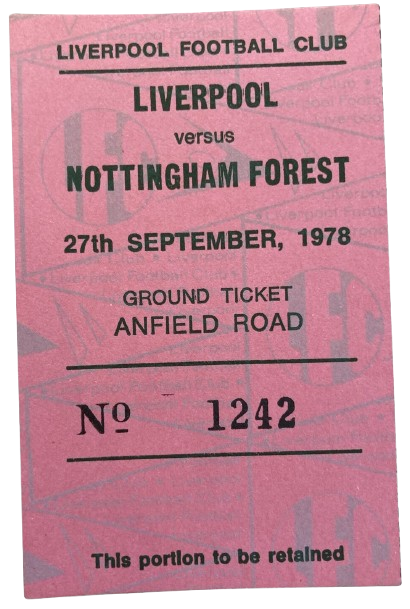 LIVERPOOL FOOTBALL CLUB
LIVERPOOL
versus
NOTTINGHAM FOREST
27th SEPTEMBER, 1978
GROUND TICKET
ANFIELD ROAD
Nº 1242
This portion to be retained